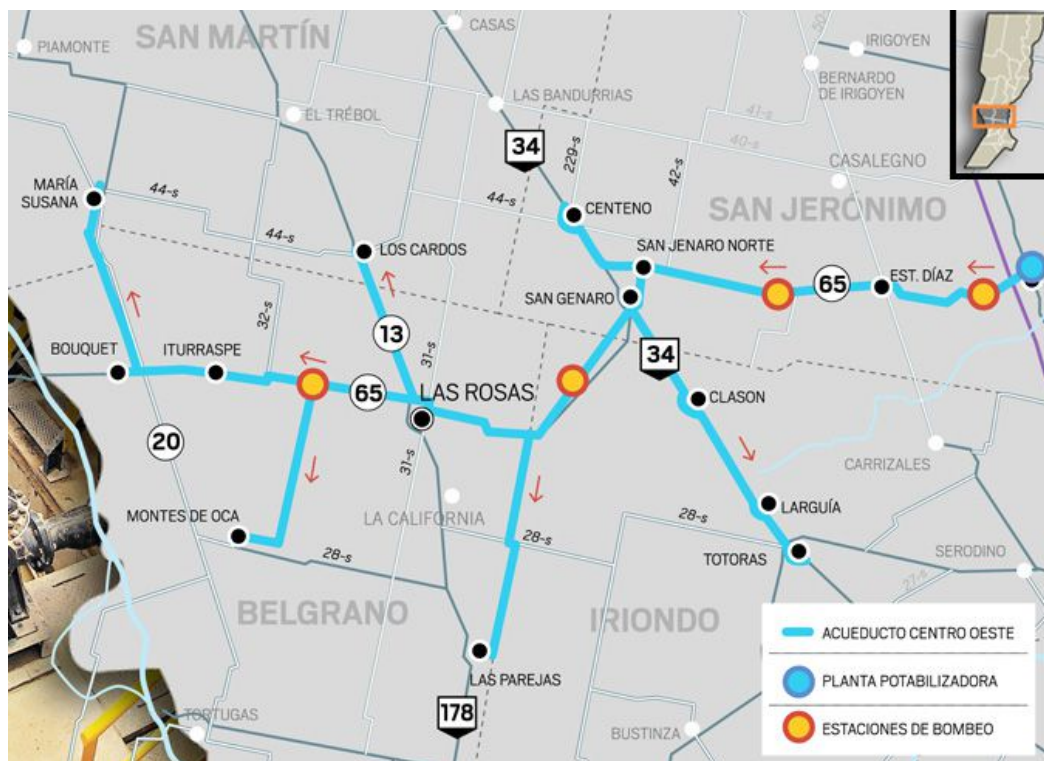 SAN MARTÍN
PIAMONTE
CASAS
50-s
IRIGOYEN
BERNARDO
DE IRIGOYEN
LAS BANDURRIAS
EL TRÉBOL
41-s
40-s
34
229-s
42-s
CASALEGNO
MARÍA
SUSANA
44-s
44-s
CENTENO
SAN JERÓNIMO
44-s
LOS CARDOS
SAN JENARO NORTE
EST. DÍAZ
65
SAN GENARO
32-s
13
31-s
34
BOUQUET
ITURRASPE
65
LAS ROSAS
CLASON
20
31-s
CARRIZALES
LA CALIFORNIA
LARGUÍA
MONTES DE OCA
28-s
28-s
28-s
TOTORAS
SERODINO
27-s
BELGRANO
IRIONDO
LAS PAREJAS
178
TORTUGAS
BUSTINZA
ACUEDUCTO CENTRO OESTE
PLANTA POTABILIZADORA
ESTACIONES DE BOMBEO